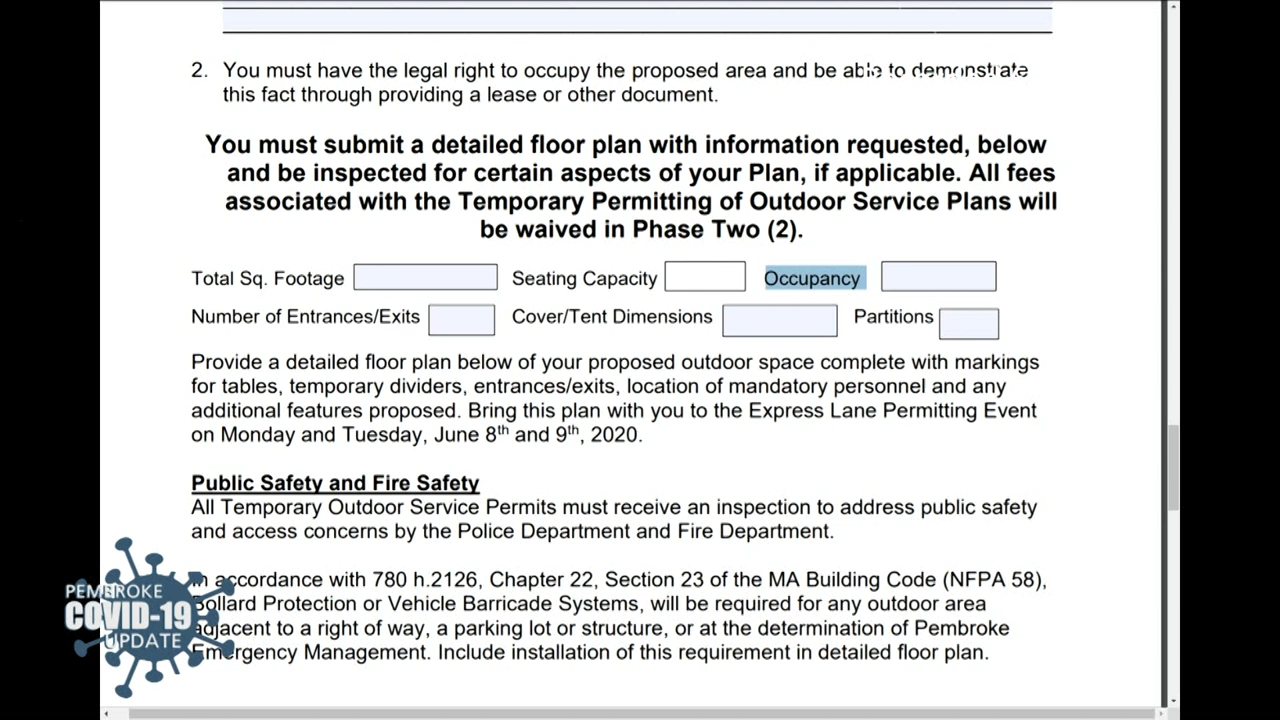 2. You must have the legal right to occupy the proposed area and be able to demonstrate
this fact through providing a lease or other document.
You must submit a detailed floor plan with information requested, below
and be inspected for certain aspects of your Plan, if applicable. All fees
associated with the Temporary Permitting of Outdoor Service Plans will
be waived in Phase Two (2).
Total Sq. Footage Seating Capacity Occupancy
Number of Entrances/Exits Cover/Tent Dimensions Partitions
Provide a detailed floor plan below of your proposed outdoor space complete with markings
for tables, temporary dividers, entrances/exits, location of mandatory personnel and any
additional features proposed. Bring this plan with you to the Express Lane Permitting Event
on Monday and Tuesday, June 8th and 9th, 2020.
Public Safety and Fire Safety
All Temporary Outdoor Service Permits must receive an inspection to address public safety
and access concerns by the Police Department and Fire Department.
In accordance with 780 h.2126, Chapter 22, Section 23 of the MA Building Code (NFPA 58),
Bollard Protection or Vehicle Barricade Systems, will be required for any outdoor area
adjacent to a right of way, a parking lot or structure, or at the determination of Pembroke
Emergency Management. Include installation of this requirement in detailed floor plan.
PEMBROKE
COVID-19
UPDATE